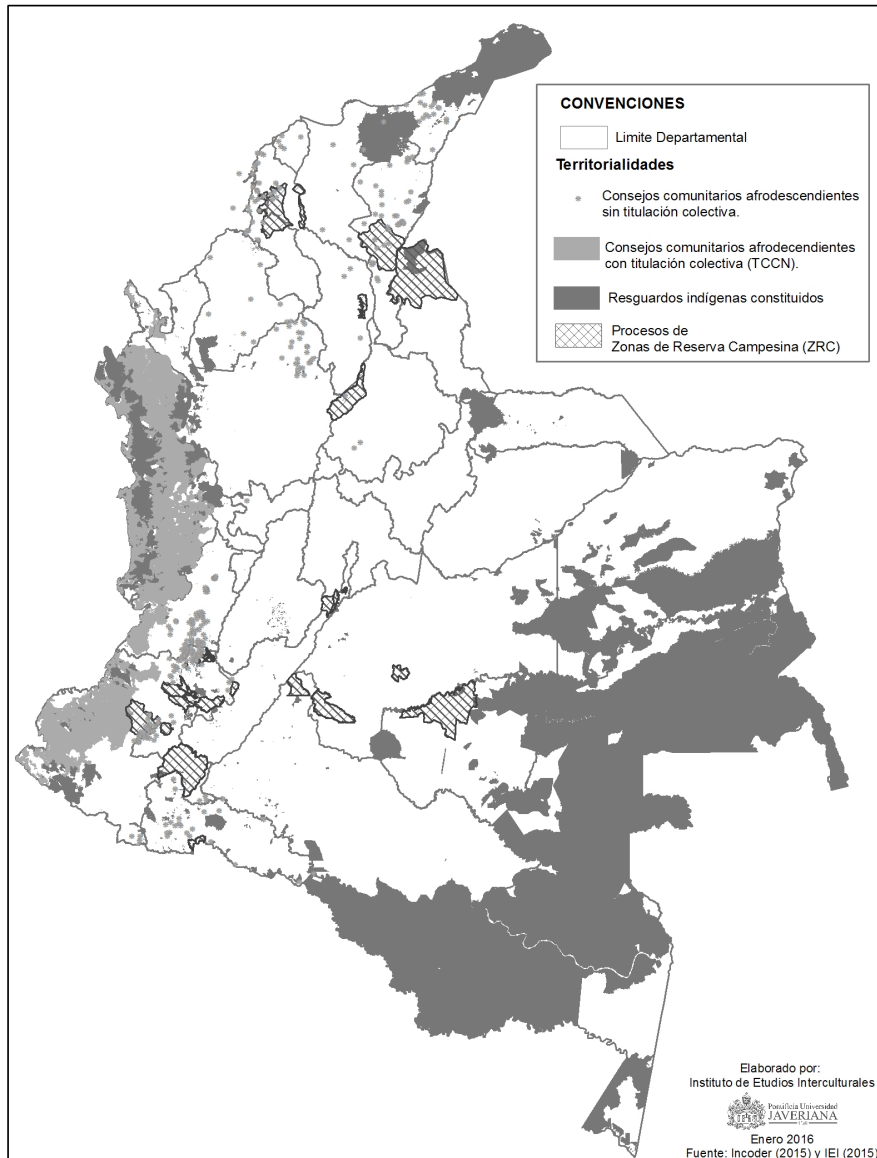 CONVENCIONES
Limite Departamental
Territorialidades
Consejos comunitarios afrodescendientes
sin titulación colectiva.
Consejos comunitarios afrodecendientes
con titulación colectiva (TCCN).
Resguardos indígenas constituidos
Procesos de
Zonas de Reserva Campesina (ZRC)
Elaborado por:
Instituto de Etudios Interculturales
Pontificia Universidad
JAVERIANA
Enero 2016
Fuente: Incoder (2015) y IEI (2015)